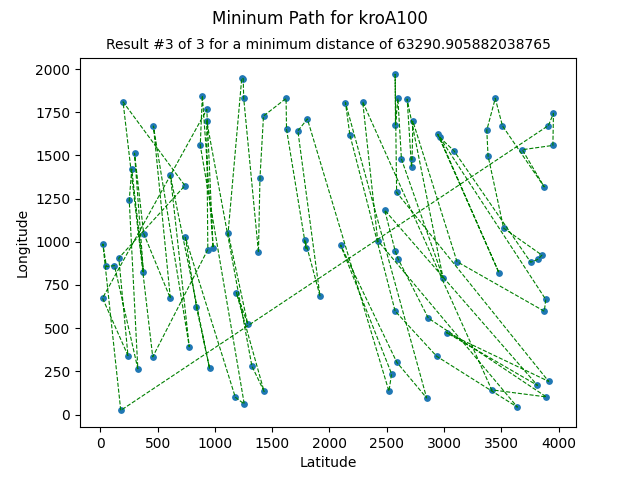 Mininum Path for kroA100
Result #3 of 3 for a minimum distance of 63290.905882038765
2000
1750
1500
1250
1000
750
500
250
0
Longitude
0 500 1000 1500 2000 2500 3000 3500 4000
Latitude